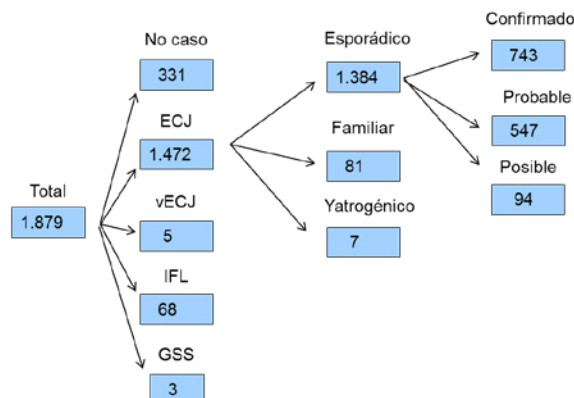 Total
1.879
No caso
331
ECJ
1.472
vECJ
5
IFL
68
GSS
3
Esporádico
1.384
Familiar
81
Yatrogénico
7
Confirmado
743
Probable
547
Posible
94